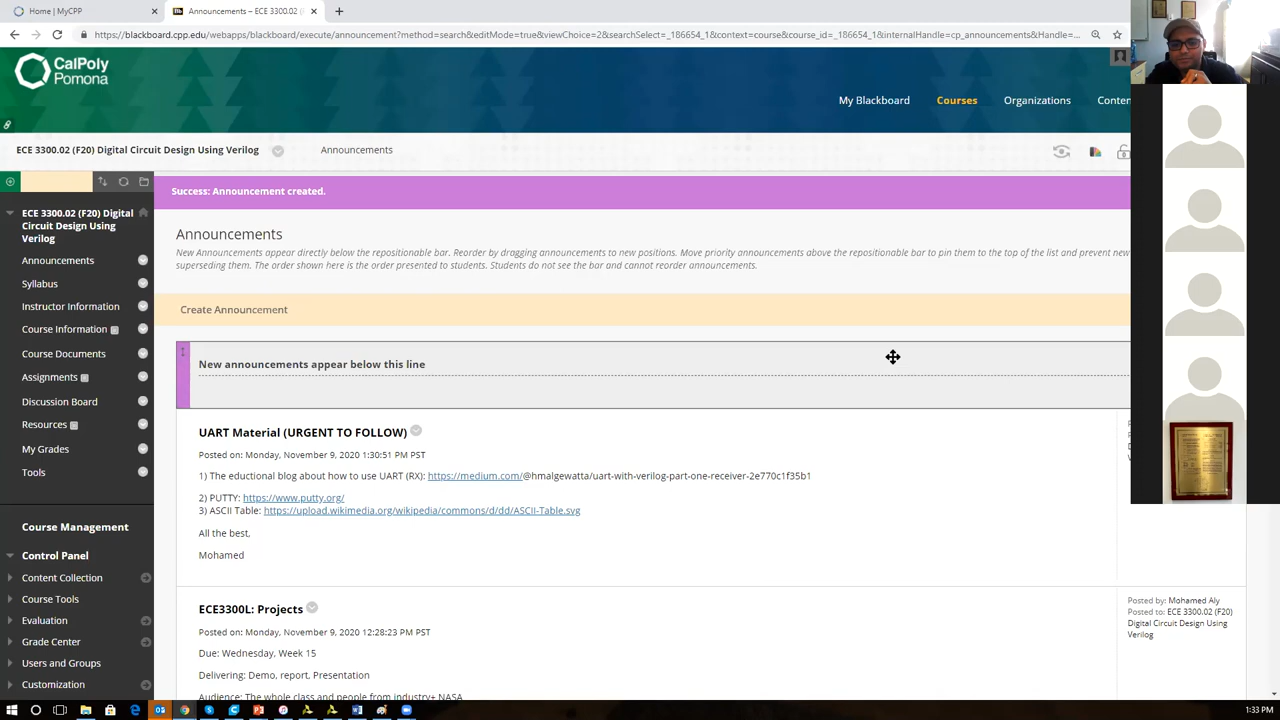 Home | MyCPP
Announcements – ECE 3300.02 (F
https://blackboard.cpp.edu/webapps/blackboard/execute/announcement?method=search&editMode=true&viewChoice=2&searchSelect=_186654_1&context=course&course_id=_186654_1&internalHandle=cp_announcements&Handle=...
CalPoly
Pomona
My Blackboard
Courses
Organizations
Conten
ECE 3300.02 (F20) Digital Circuit Design Using Verilog
Announcements
0
Success: Announcement created.
ECE 3300.02 (F20) Digital
Circuit Design Using
Verilog
Announcements
Syllabus
Instructor Information
Course Information
Course Documents
Assignments
Discussion Board
Resources
My Grades
Tools
Course Management
Control Panel
Content Collection
Course Tools
Evaluation
Grade Center
Users and Groups
Customization
Announcements
New Announcements appear directly below the repositionable bar. Reorder by dragging announcements to new positions. Move priority announcements above the repositionable bar to pin them to the top of the list and prevent new
superseding them. The order shown here is the order presented to students. Students do not see the bar and cannot reorder announcements.
Create Announcement
New announcements appear below this line
UART Material (URGENT TO FOLLOW)
Posted on: Monday, November 9, 2020 1:30:51 PM PST
1) The eductional blog about how to use UART (RX): https://medium.com/@hmalgewatta/uart-with-verilog-part-one-receiver-2e770c1f35b1
2) PUTTY: https://www.putty.org/
3) ASCII Table: https://upload.wikimedia.org/wikipedia/commons/d/dd/ASCII-Table.svg
All the best,
Mohamed
ECE3300L: Projects
Posted on: Monday, November 9, 2020 12:28:23 PM PST
Due: Wednesday, Week 15
Delivering: Demo, report, Presentation
Audience: The whole class and people from industry+ NASA
Posted by: Mohamed Aly
Posted to: ECE 3300.02 (F20)
Digital Circuit Design Using
Verilog
1:33 PM